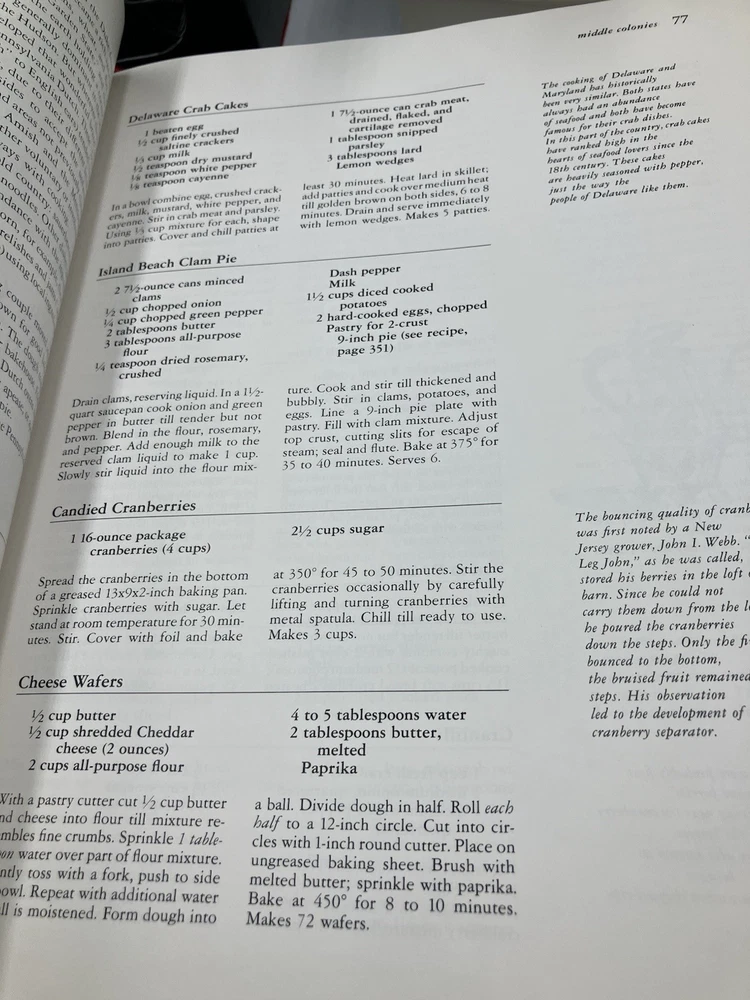 middle colonies 77
Delaware Crab Cakes
1 beaten egg
½ cup finely crushed
saltine crackers
⅓ cup milk
½ teaspoon dry mustard
⅛ teaspoon white pepper
⅛ teaspoon cayenne
1 7½-ounce can crab meat,
drained, flaked, and
cartilage removed
1 tablespoon snipped
parsley
3 tablespoons lard
Lemon wedges
In a bowl combine egg, crushed crack-
ers, milk, mustard, white pepper, and
cayenne. Stir in crab meat and parsley.
Using ⅓ cup mixture for each, shape
into patties. Cover and chill patties at
least 30 minutes. Heat lard in skillet;
add patties and cook over medium heat
till golden brown on both sides, 6 to 8
minutes. Drain and serve immediately
with lemon wedges. Makes 5 patties.
The cooking of Delaware and
Maryland has historically
been very similar. Both states have
always had an abundance
of seafood and both have become
famous for their crab dishes.
In this part of the country, crab cakes
have ranked high in the
hearts of seafood lovers since the
18th century. These cakes
are heavily seasoned with pepper,
just the way the
people of Delaware like them.
Island Beach Clam Pie
2 7½-ounce cans minced
clams
½ cup chopped onion
¼ cup chopped green pepper
2 tablespoons butter
3 tablespoons all-purpose
flour
¼ teaspoon dried rosemary,
crushed
Dash pepper
Milk
1½ cups diced cooked
potatoes
2 hard-cooked eggs, chopped
Pastry for 2-crust
9-inch pie (see recipe,
page 351)
Drain clams, reserving liquid. In a 1½-
quart saucepan cook onion and green
pepper in butter till tender but not
brown. Blend in the flour, rosemary,
and pepper. Add enough milk to the
reserved clam liquid to make 1 cup.
Slowly stir liquid into the flour mix-
ture. Cook and stir till thickened and
bubbly. Stir in clams, potatoes, and
eggs. Line a 9-inch pie plate with
pastry. Fill with clam mixture. Adjust
top crust, cutting slits for escape of
steam; seal and flute. Bake at 375° for
35 to 40 minutes. Serves 6.
Candied Cranberries
1 16-ounce package
cranberries (4 cups)
2½ cups sugar
Spread the cranberries in the bottom
of a greased 13x9x2-inch baking pan.
Sprinkle cranberries with sugar. Let
stand at room temperature for 30 min-
utes. Stir. Cover with foil and bake
at 350° for 45 to 50 minutes. Stir the
cranberries occasionally by carefully
lifting and turning cranberries with
metal spatula. Chill till ready to use.
Makes 3 cups.
The bouncing quality of cranb
was first noted by a New
Jersey grower, John I. Webb. "
Leg John," as he was called,
stored his berries in the loft
barn. Since he could not
carry them down from the lo
he poured the cranberries
down the steps. Only the fi
bounced to the bottom,
the bruised fruit remained
steps. His observation
led to the development of
cranberry separator.
Cheese Wafers
½ cup butter
½ cup shredded Cheddar
cheese (2 ounces)
2 cups all-purpose flour
4 to 5 tablespoons water
2 tablespoons butter,
melted
Paprika
With a pastry cutter cut ½ cup butter
nd cheese into flour till mixture re-
mbles fine crumbs. Sprinkle 1 table-
on water over part of flour mixture.
ntly toss with a fork, push to side
owl. Repeat with additional water
ll is moistened. Form dough into
a ball. Divide dough in half. Roll each
half to a 12-inch circle. Cut into cir-
cles with 1-inch round cutter. Place on
ungreased baking sheet. Brush with
melted butter; sprinkle with paprika.
Bake at 450° for 8 to 10 minutes.
Makes 72 wafers.